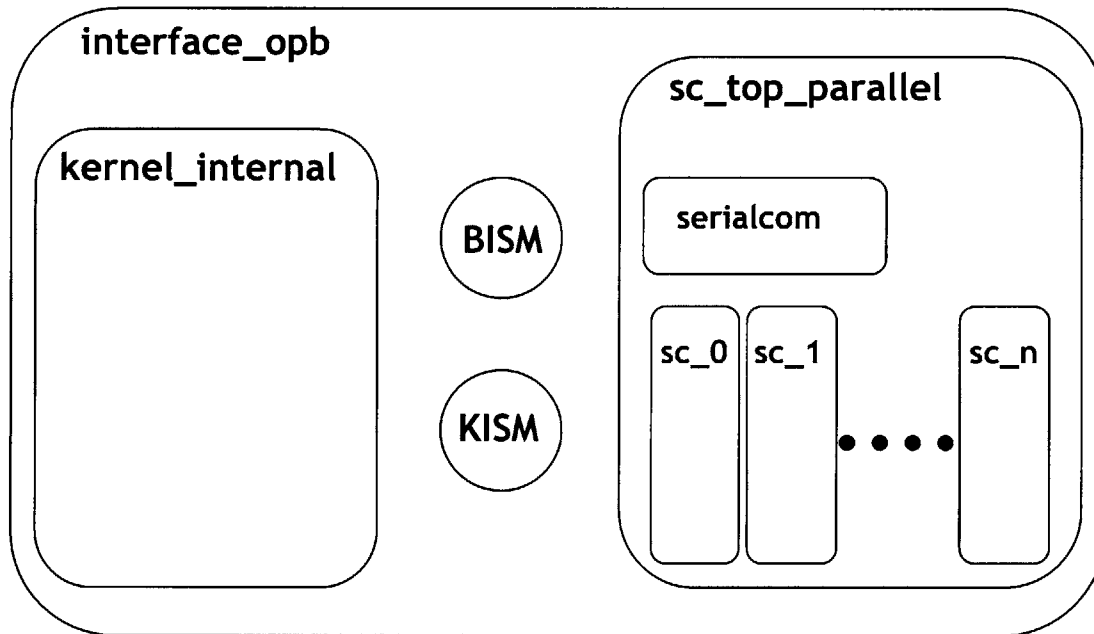 interface_opb
sc_top_parallel
kernel_internal
BISM
serialcom
KISM
sc_0
sc_1
sc_n